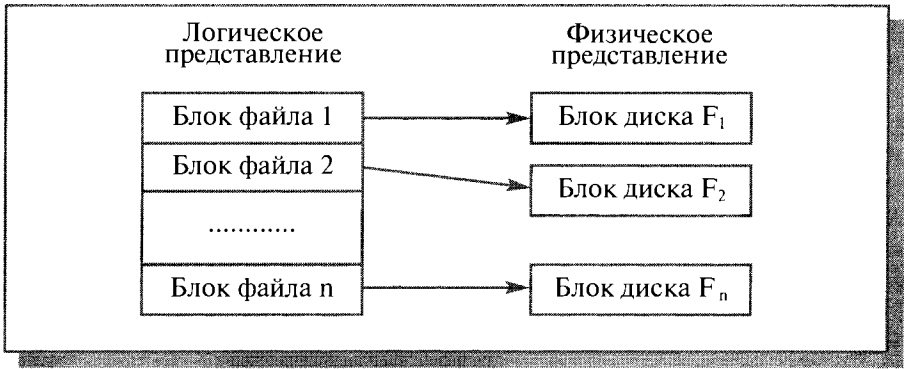 Логическое
представление
Физическое
представление
Блок файла 1
Блок диска F₁
Блок файла 2
Блок диска F₂
............
Блок файла n
Блок диска Fₙ